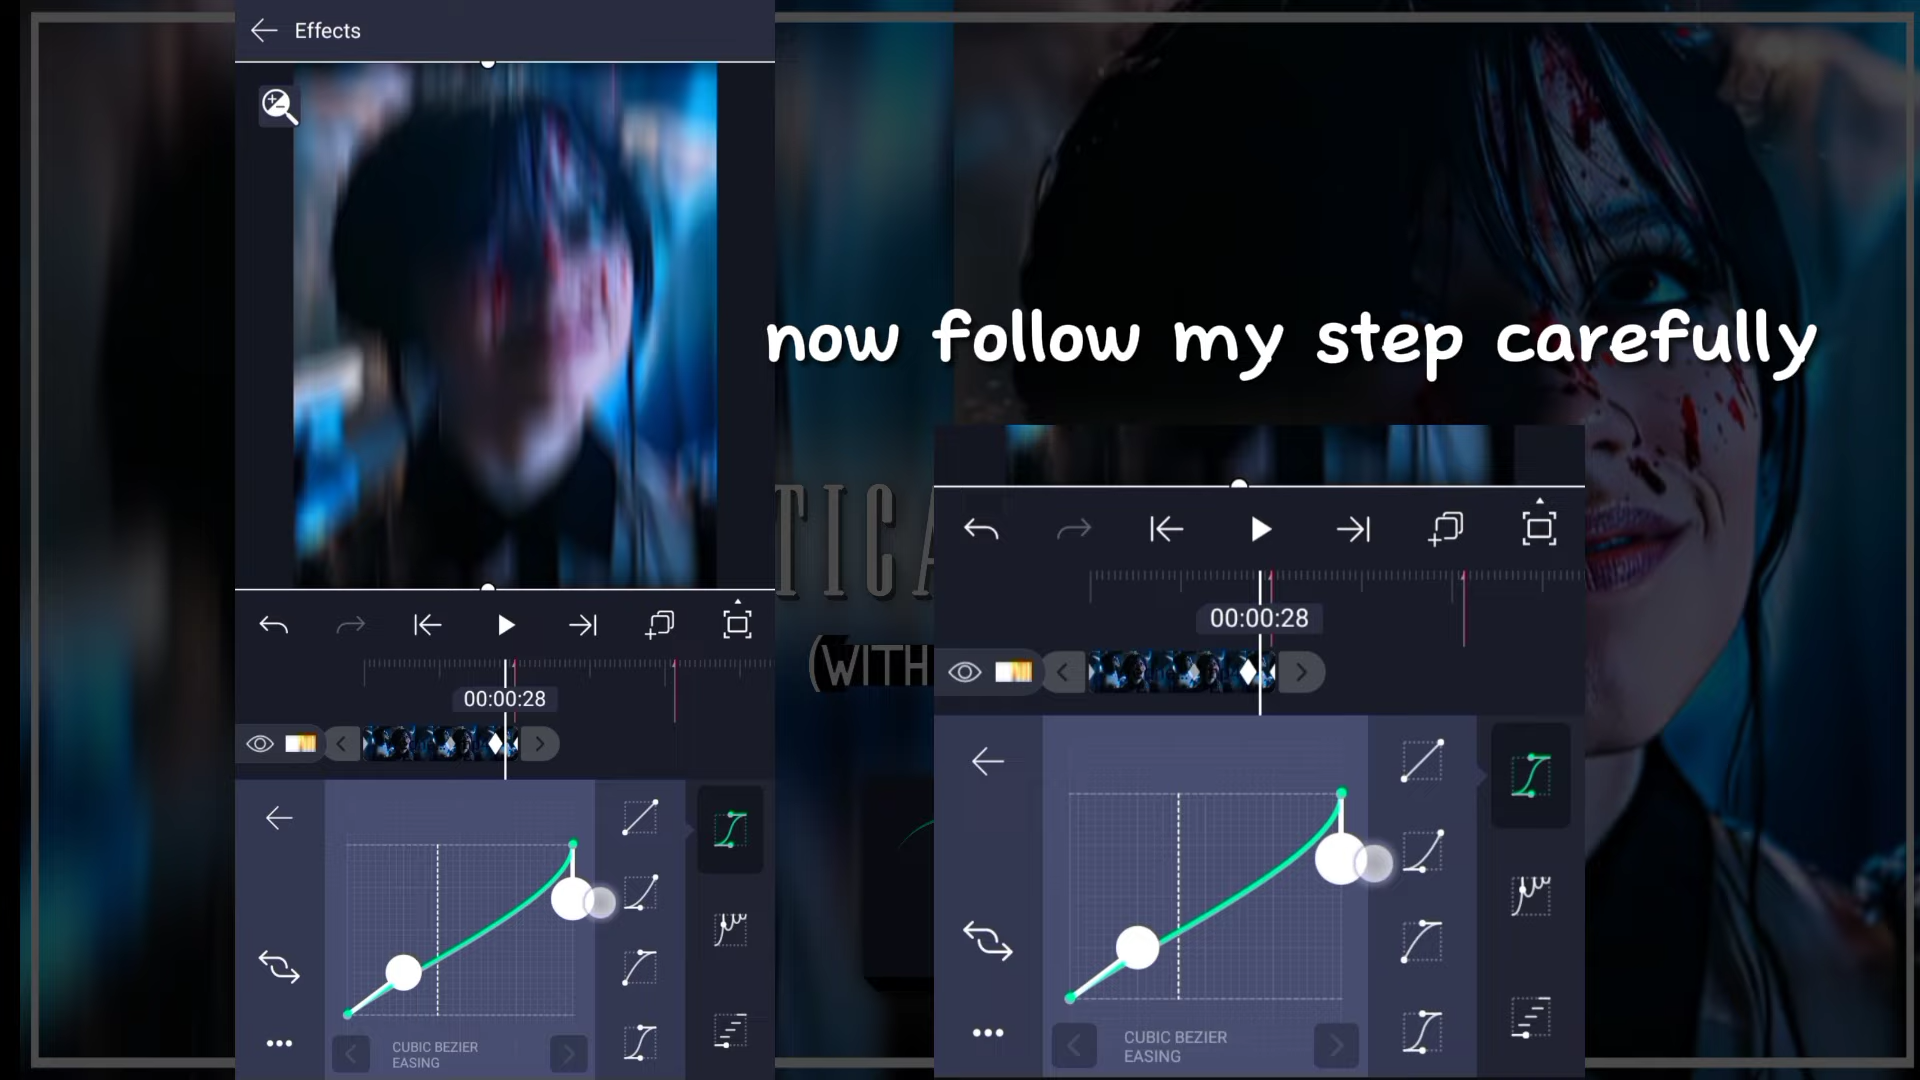 Effects
now follow my step carefully
TICA
(WITH
00:00:28
CUBIC BEZIER
EASING
00:00:28
CUBIC BEZIER
EASING